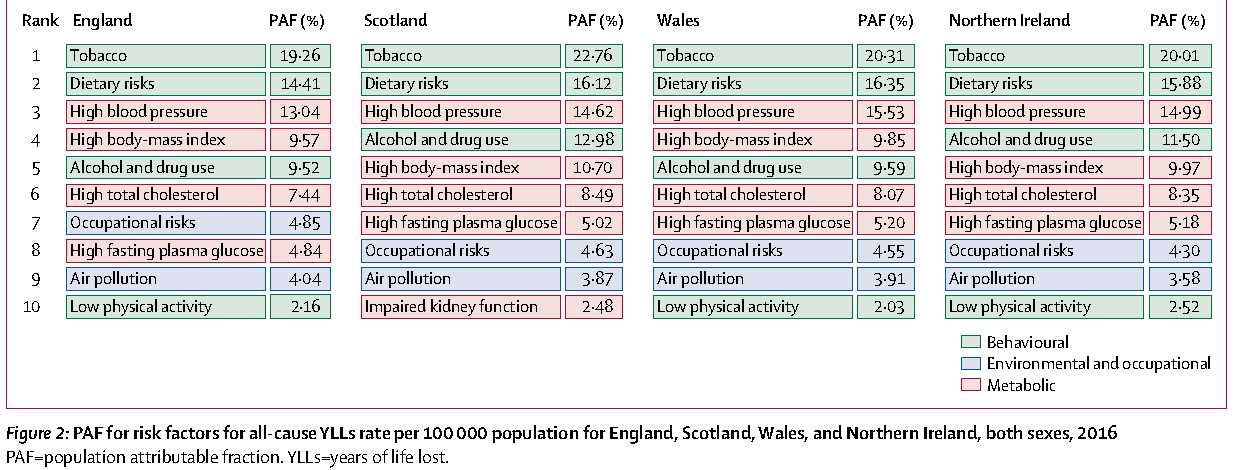 Rank England PAF (%) Scotland PAF (%) Wales PAF (%) Northern Ireland PAF (%)
1 Tobacco 19·26 Tobacco 22·76 Tobacco 20·31 Tobacco 20·01
2 Dietary risks 14·41 Dietary risks 16·12 Dietary risks 16·35 Dietary risks 15·88
3 High blood pressure 13·04 High blood pressure 14·62 High blood pressure 15·53 High blood pressure 14·99
4 High body-mass index 9·57 Alcohol and drug use 12·98 High body-mass index 9·85 Alcohol and drug use 11·50
5 Alcohol and drug use 9·52 High body-mass index 10·70 Alcohol and drug use 9·59 High body-mass index 9·97
6 High total cholesterol 7·44 High total cholesterol 8·49 High total cholesterol 8·07 High total cholesterol 8·35
7 Occupational risks 4·85 High fasting plasma glucose 5·02 High fasting plasma glucose 5·20 High fasting plasma glucose 5·18
8 High fasting plasma glucose 4·84 Occupational risks 4·63 Occupational risks 4·55 Occupational risks 4·30
9 Air pollution 4·04 Air pollution 3·87 Air pollution 3·91 Air pollution 3·58
10 Low physical activity 2·16 Impaired kidney function 2·48 Low physical activity 2·03 Low physical activity 2·52
Behavioural
Environmental and occupational
Metabolic
Figure 2: PAF for risk factors for all-cause YLLs rate per 100 000 population for England, Scotland, Wales, and Northern Ireland, both sexes, 2016
PAF=population attributable fraction. YLLs=years of life lost.